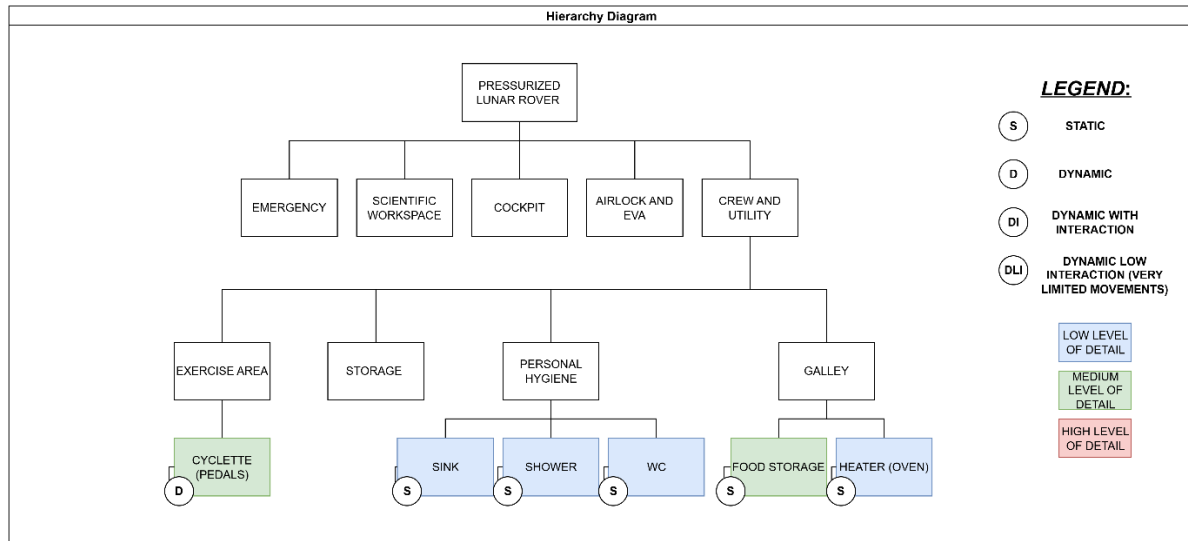 Hierarchy Diagram
PRESSURIZED
LUNAR ROVER
LEGEND:
S
STATIC
D
DYNAMIC
DI
DYNAMIC WITH
INTERACTION
DLI
DYNAMIC LOW
INTERACTION (VERY
LIMITED MOVEMENTS)
EMERGENCY
SCIENTIFIC
WORKSPACE
COCKPIT
AIRLOCK AND
EVA
CREW AND
UTILITY
EXERCISE AREA
STORAGE
PERSONAL
HYGIENE
GALLEY
LOW LEVEL
OF DETAIL
MEDIUM
LEVEL OF
DETAIL
HIGH LEVEL
OF DETAIL
CYCLETTE
(PEDALS)
D
SINK
S
SHOWER
S
WC
S
FOOD STORAGE
S
HEATER (OVEN)
S